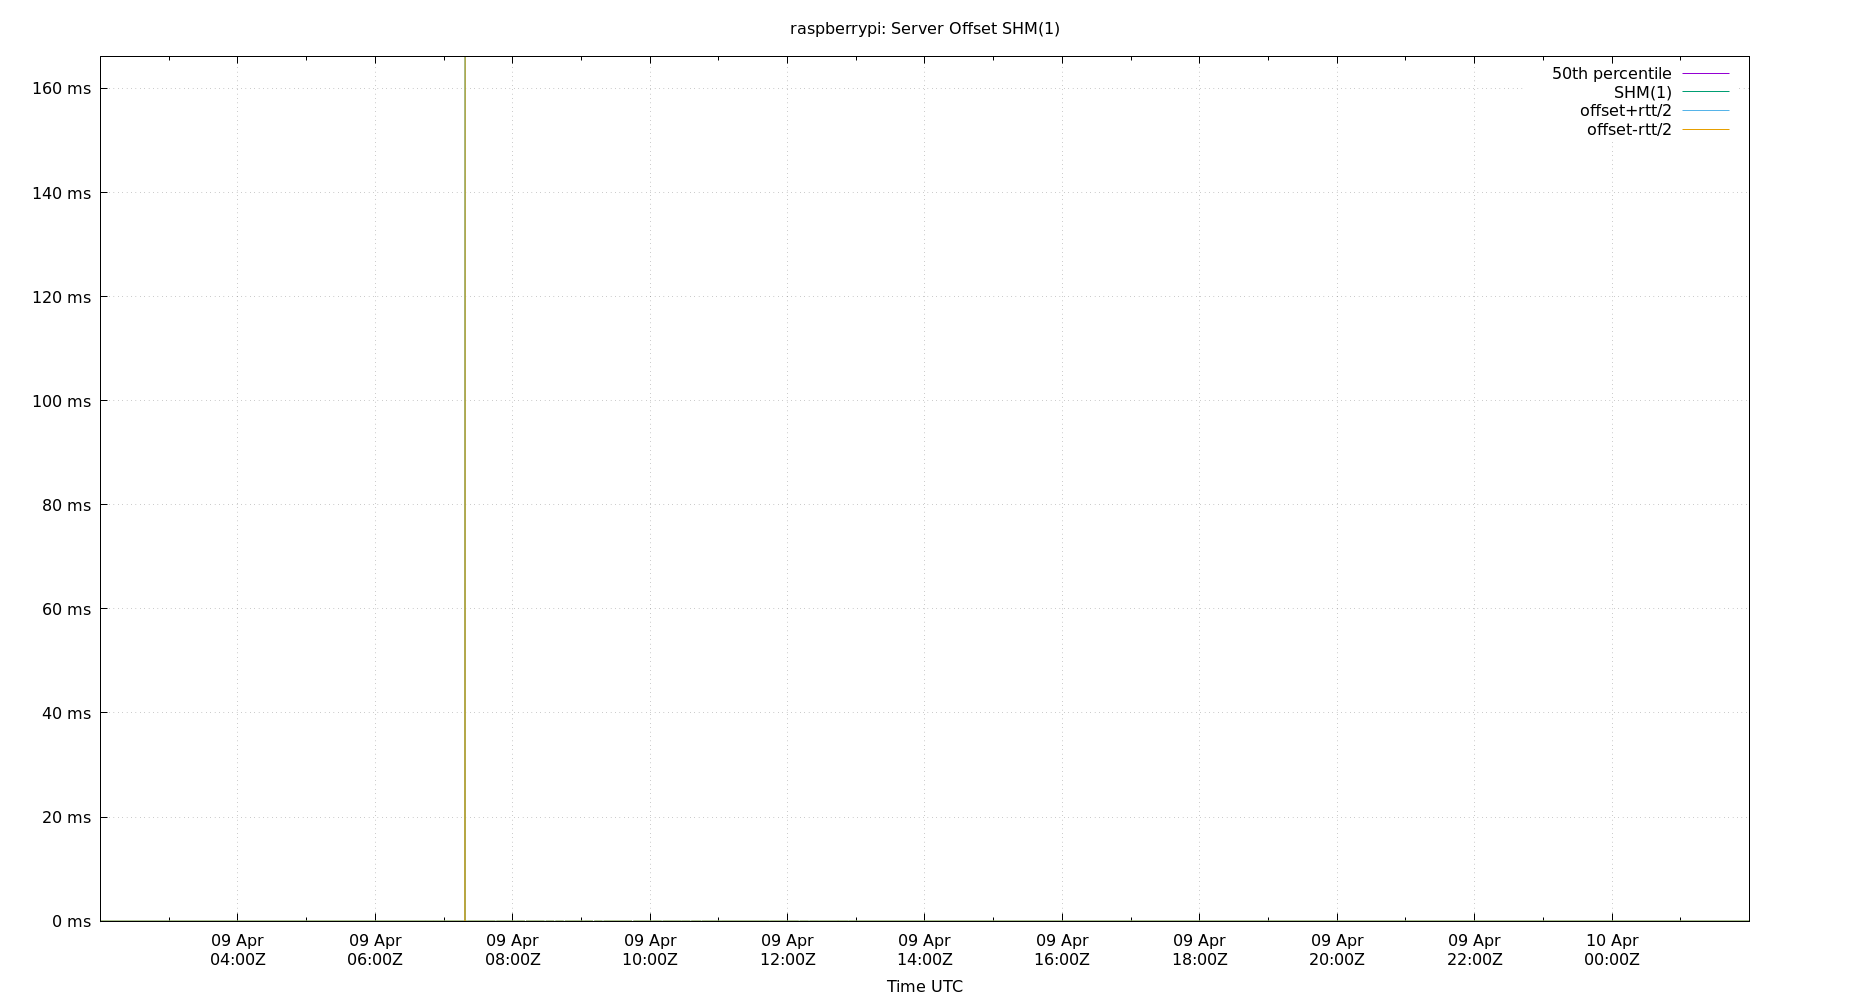 raspberrypi: Server Offset SHM(1)
50th percentile
SHM(1)
offset+rtt/2
offset-rtt/2
160 ms
140 ms
120 ms
100 ms
80 ms
60 ms
40 ms
20 ms
0 ms
09 Apr 09 Apr 09 Apr 09 Apr 09 Apr 09 Apr 09 Apr 09 Apr 09 Apr 09 Apr 10 Apr
04:00Z 06:00Z 08:00Z 10:00Z 12:00Z 14:00Z 16:00Z 18:00Z 20:00Z 22:00Z 00:00Z
Time UTC